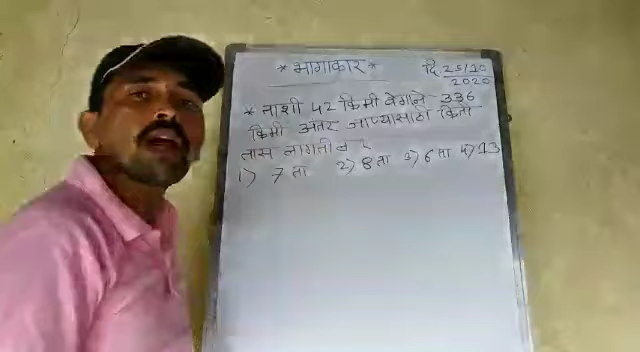 * भागाकार *
दि 25/10
2020
* ताशी 42 किमी वेगाने 336
किमी अंतर जाण्यासाठी किती
तास लागतील ?
1) 7 ता 2) 8 ता 3) 6 ता 4) 13